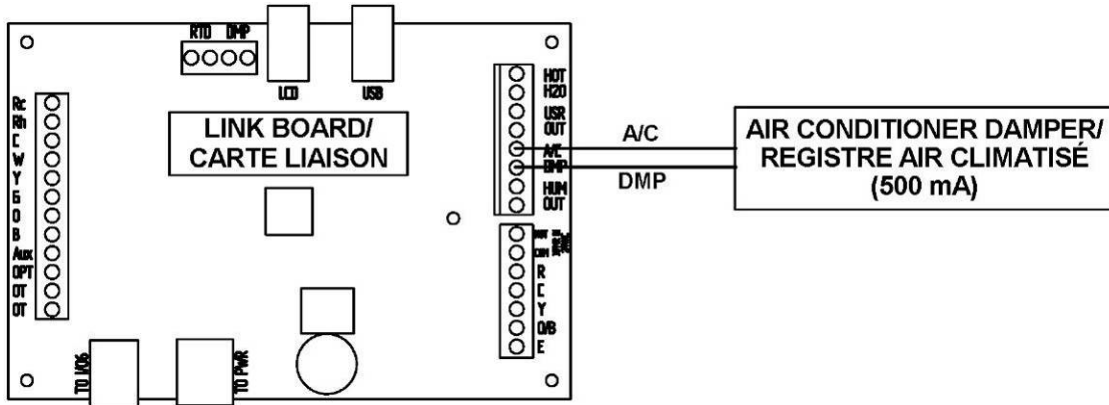 RTD DMP
LCD
USB
Rc
Rh
C
W
Y
G
O
B
Aux
OPT
OT
OT
LINK BOARD/
CARTE LIAISON
HOT
H2O
USR
OUT
A/C
DMP
HUM
OUT
R
C
Y
O/B
E
A/C
DMP
AIR CONDITIONER DAMPER/
REGISTRE AIR CLIMATISÉ
(500 mA)
TO I/O6
TO PWR